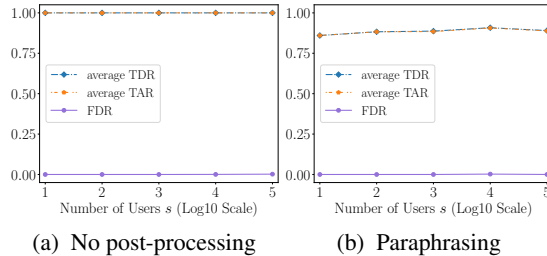 1.00
0.75
0.50
0.25
0.00
average TDR
average TAR
FDR
1 2 3 4 5
Number of Users s (Log10 Scale)
(a) No post-processing
1.00
0.75
0.50
0.25
0.00
average TDR
average TAR
FDR
1 2 3 4 5
Number of Users s (Log10 Scale)
(b) Paraphrasing